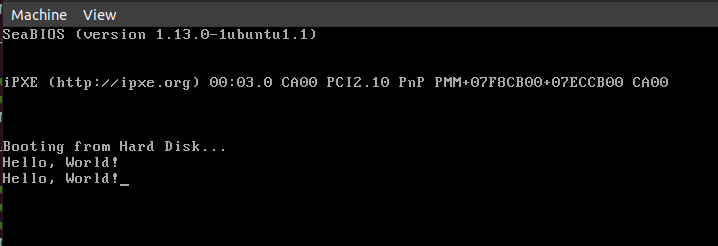 Machine View
SeaBIOS (version 1.13.0-1ubuntu1.1)
iPXE (http://ipxe.org) 00:03.0 CA00 PCI2.10 PnP PMM+07F8CB00+07ECCB00 CA00
Booting from Hard Disk...
Hello, World!
Hello, World!_